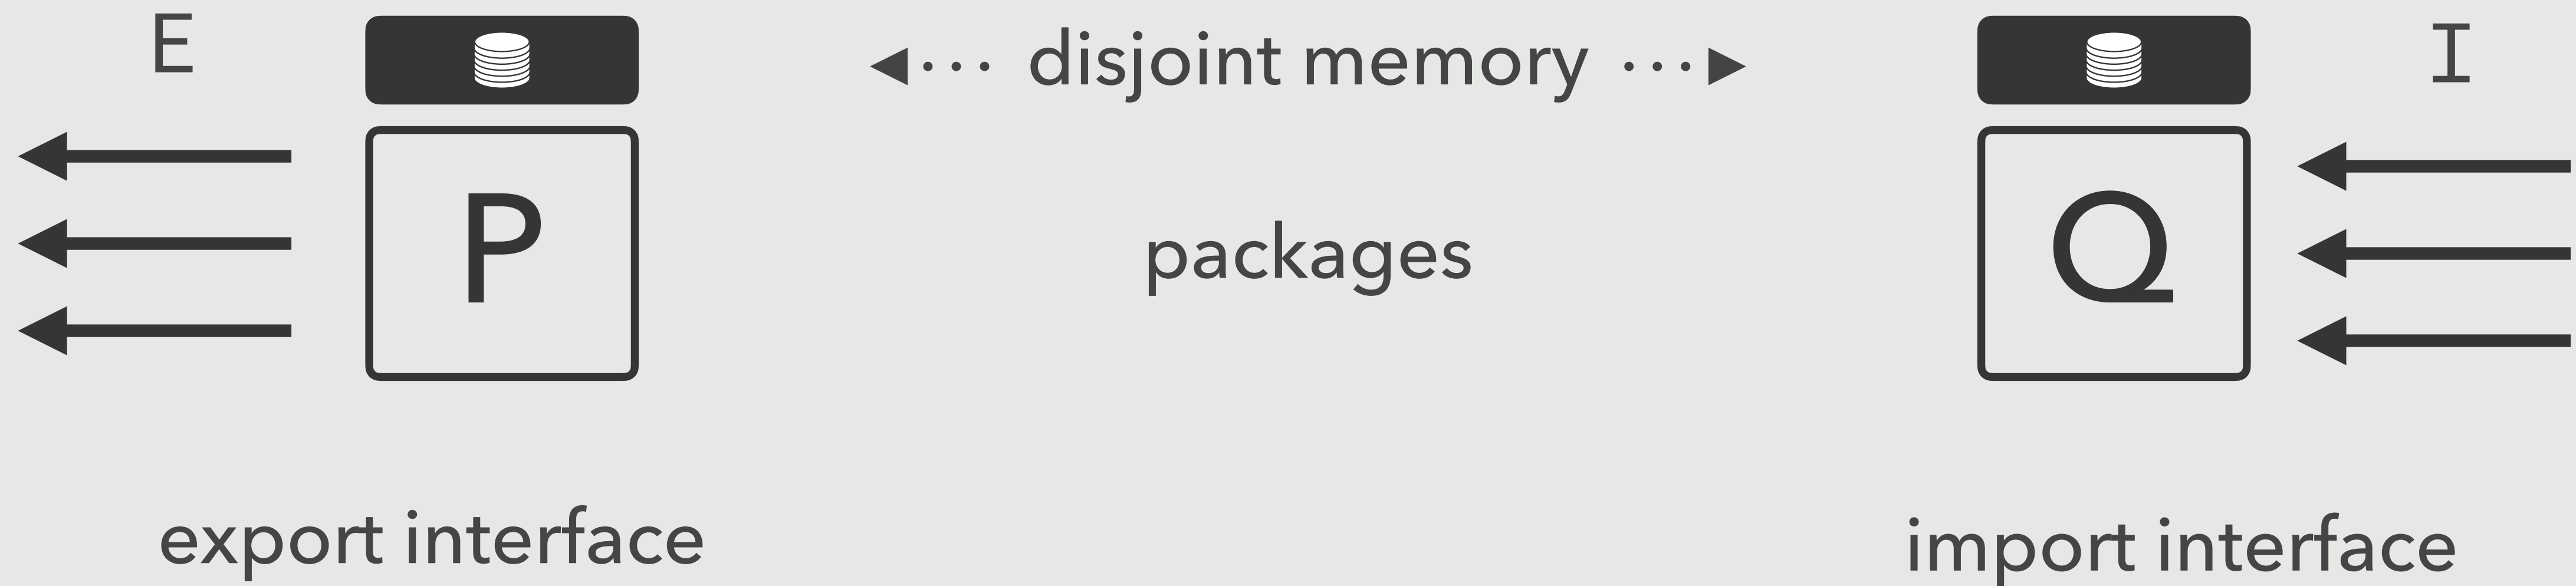 E
disjoint memory
I
P
packages
Q
export interface
import interface